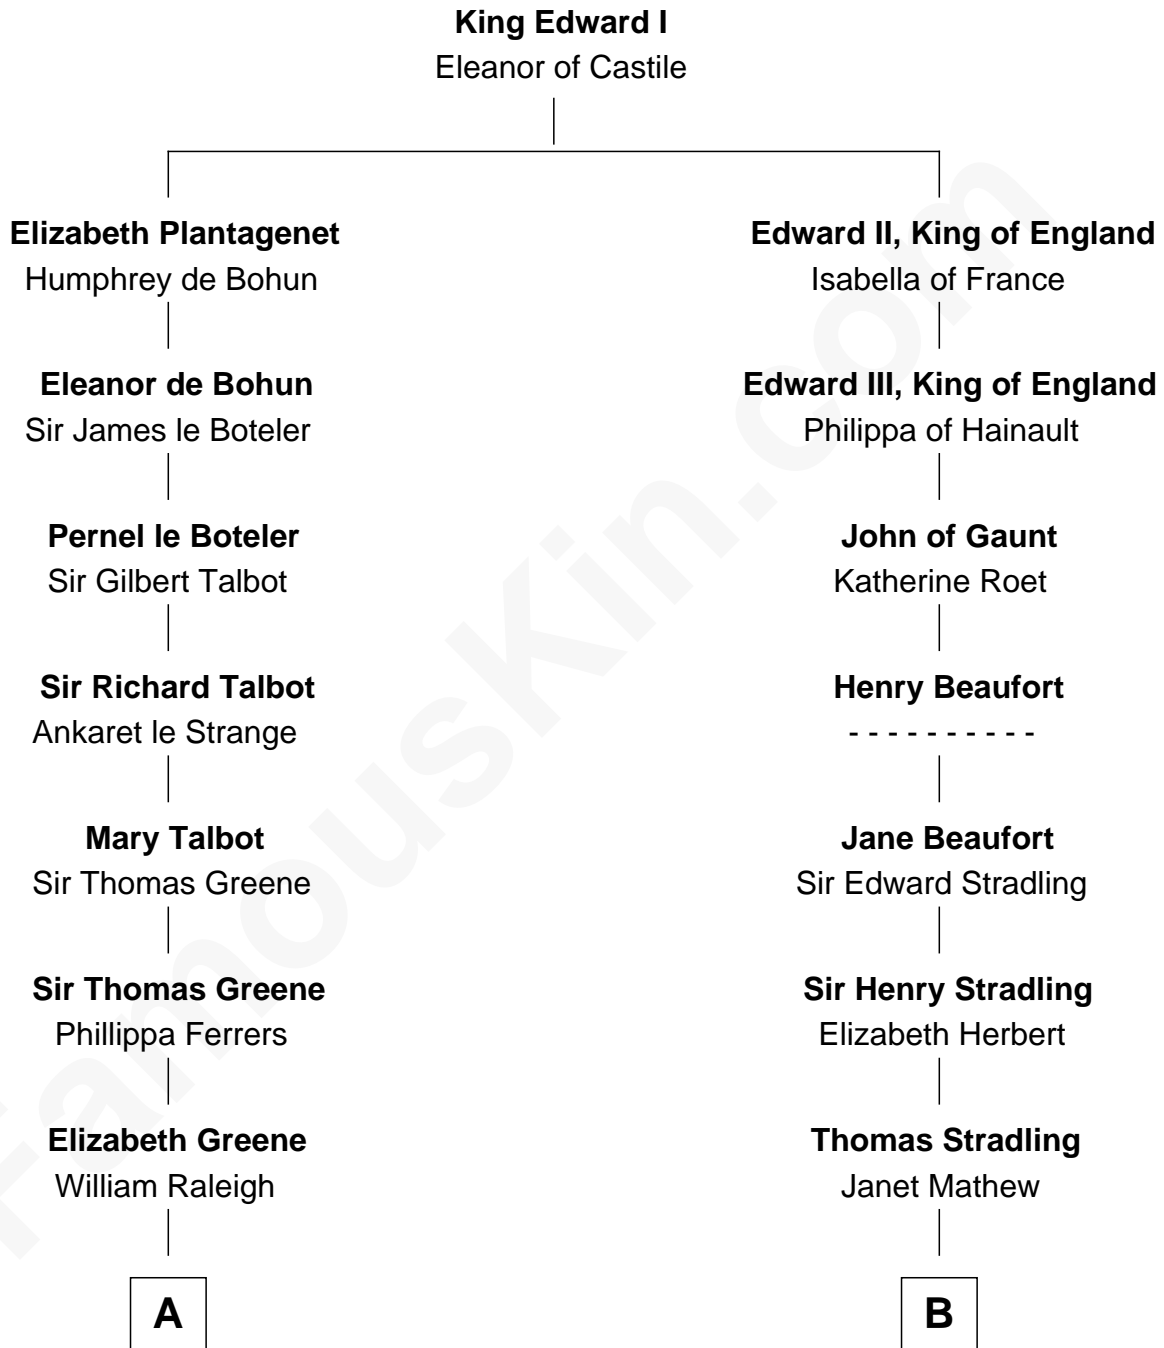 King Edward I
Eleanor of Castile
Elizabeth Plantagenet
Humphrey de Bohun
Edward II, King of England
Isabella of France
Eleanor de Bohun
Sir James le Boteler
Edward III, King of England
Philippa of Hainault
Pernel le Boteler
Sir Gilbert Talbot
John of Gaunt
Katherine Roet
Sir Richard Talbot
Ankaret le Strange
Henry Beaufort
- - - - - - - - - -
Mary Talbot
Sir Thomas Greene
Jane Beaufort
Sir Edward Stradling
Sir Thomas Greene
Phillippa Ferrers
Sir Henry Stradling
Elizabeth Herbert
Elizabeth Greene
William Raleigh
Thomas Stradling
Janet Mathew
A
B
FamousKin.com